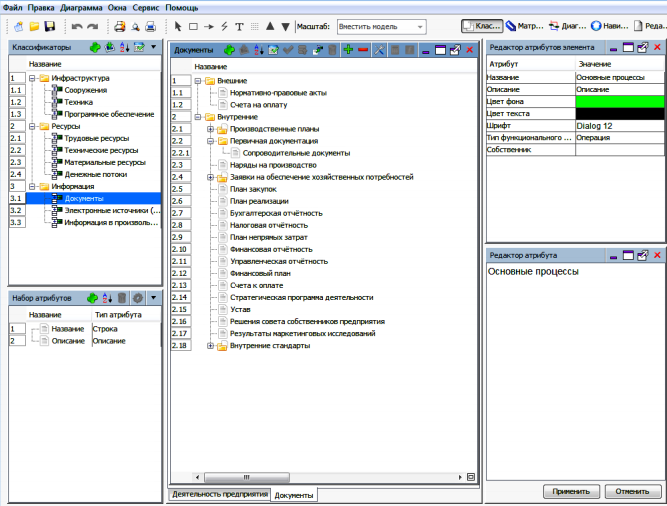 Файл Правка Диаграмма Окна Сервис Помощь
Масштаб: Вместить модель
Клас... Матр... Диаг... Нави... Реда...
Классификаторы
Название
1 Инфраструктура
1.1 Сооружения
1.2 Техника
1.3 Программное обеспечение
2 Ресурсы
2.1 Трудовые ресурсы
2.2 Технические ресурсы
2.3 Материальные ресурсы
2.4 Денежные потоки
3 Информация
3.1 Документы
3.2 Электронные источники (...
3.3 Информация в произволь...
Набор атрибутов
Название Тип атрибута
1 Название Строка
2 Описание Описание
Документы
Название
1 Внешние
1.1 Нормативно-правовые акты
1.2 Счета на оплату
2 Внутренние
2.1 Производственные планы
2.2 Первичная документация
2.2.1 Сопроводительные документы
2.3 Наряды на производство
2.4 Заявки на обеспечение хозяйственных потребностей
2.5 План закупок
2.6 План реализации
2.7 Бухгалтерская отчётность
2.8 Налоговая отчётность
2.9 План непрямых затрат
2.10 Финансовая отчётность
2.11 Управленческая отчётность
2.12 Финансовый план
2.13 Счета к оплате
2.14 Стратегическая программа деятельности
2.15 Устав
2.16 Решения совета собственников предприятия
2.17 Результаты маркетинговых исследований
2.18 Внутренние стандарты
Деятельность предприятия Документы
Редактор атрибутов элемента
Атрибут Значение
Название Основные процессы
Описание Описание
Цвет фона
Цвет текста
Шрифт Dialog 12
Тип функционального ... Операция
Собственник
Редактор атрибута
Основные процессы
Применить Отменить